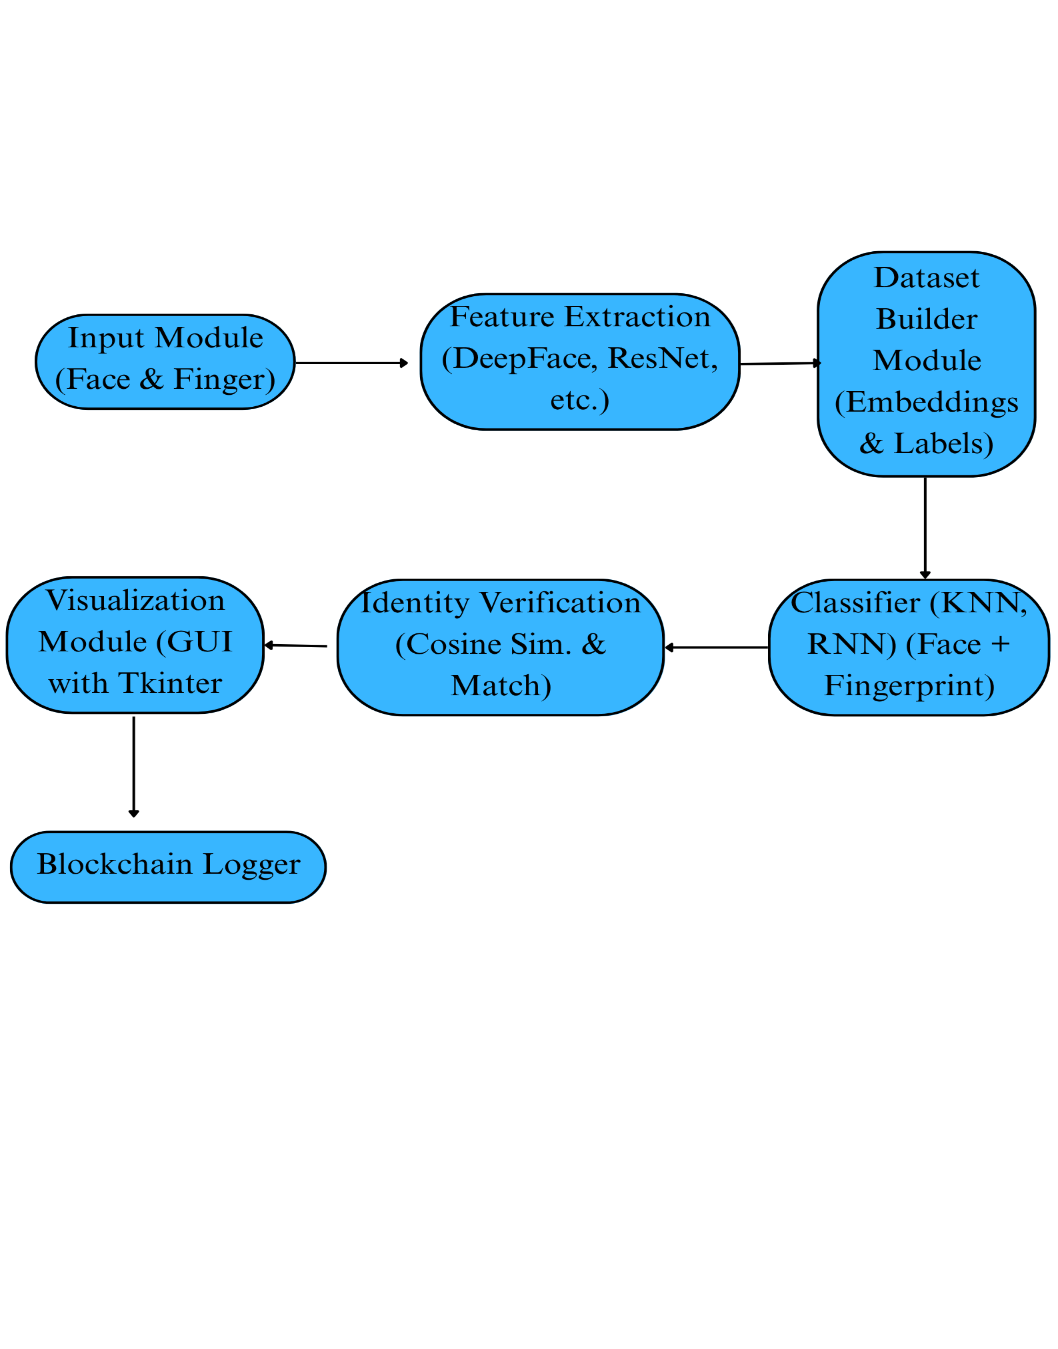 Input Module
(Face & Finger)
Feature Extraction
(DeepFace, ResNet,
etc.)
Dataset
Builder
Module
(Embeddings
& Labels)
Classifier (KNN,
RNN) (Face +
Fingerprint)
Identity Verification
(Cosine Sim. &
Match)
Visualization
Module (GUI
with Tkinter
Blockchain Logger